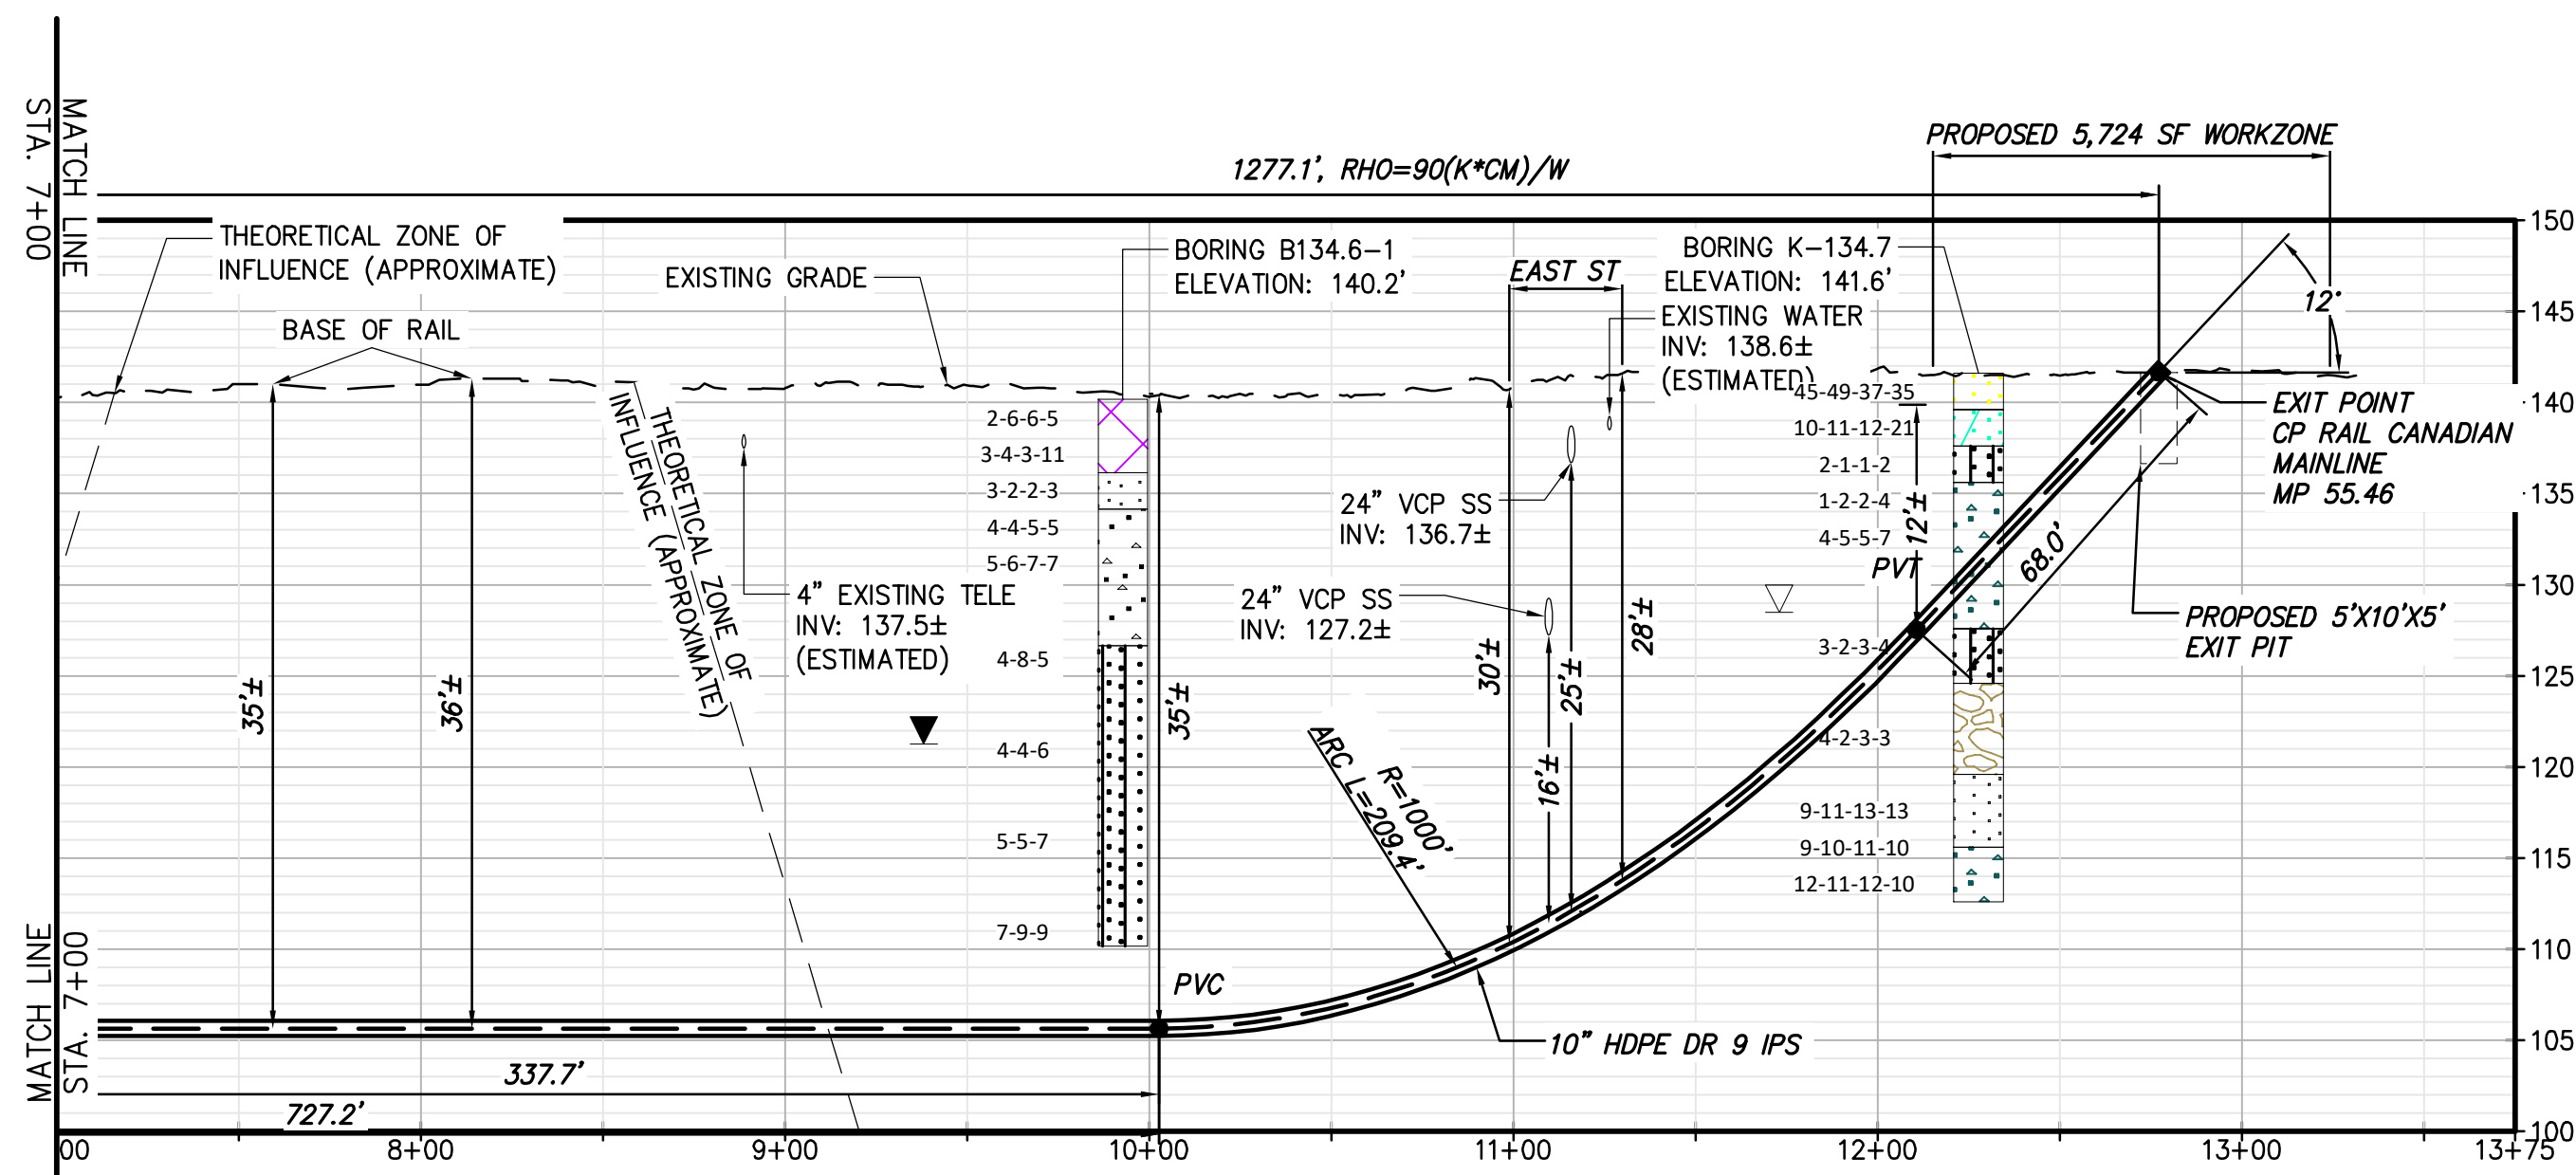 MATCH LINE
STA. 7+00
1277.1', RHO=90(K*CM)/W
PROPOSED 5,724 SF WORKZONE
THEORETICAL ZONE OF
INFLUENCE (APPROXIMATE)
BASE OF RAIL
EXISTING GRADE
BORING B134.6-1
ELEVATION: 140.2'
EAST ST
BORING K-134.7
ELEVATION: 141.6'
EXISTING WATER
INV: 138.6±
(ESTIMATED)
12°
150
145
140
135
130
125
120
115
110
105
100
2-6-6-5
3-4-3-11
3-2-2-3
4-4-5-5
5-6-7-7
4-8-5
4-4-6
5-5-7
7-9-9
45-49-37-35
10-11-12-21
2-1-1-2
1-2-2-4
4-5-5-7
3-2-3-4
4-2-3-3
9-11-13-13
9-10-11-10
12-11-12-10
EXIT POINT
CP RAIL CANADIAN
MAINLINE
MP 55.46
THEORETICAL ZONE OF
INFLUENCE (APPROXIMATE)
4" EXISTING TELE
INV: 137.5±
(ESTIMATED)
24" VCP SS
INV: 136.7±
24" VCP SS
INV: 127.2±
12'±
PVT
68.0'
PROPOSED 5'X10'X5'
EXIT PIT
35'±
36'±
35'±
30'±
16'±
25'±
28'±
R=1000'
ARC L=209.4'
PVC
10" HDPE DR 9 IPS
MATCH LINE
STA. 7+00
337.7'
727.2'
00
8+00
9+00
10+00
11+00
12+00
13+00
13+75